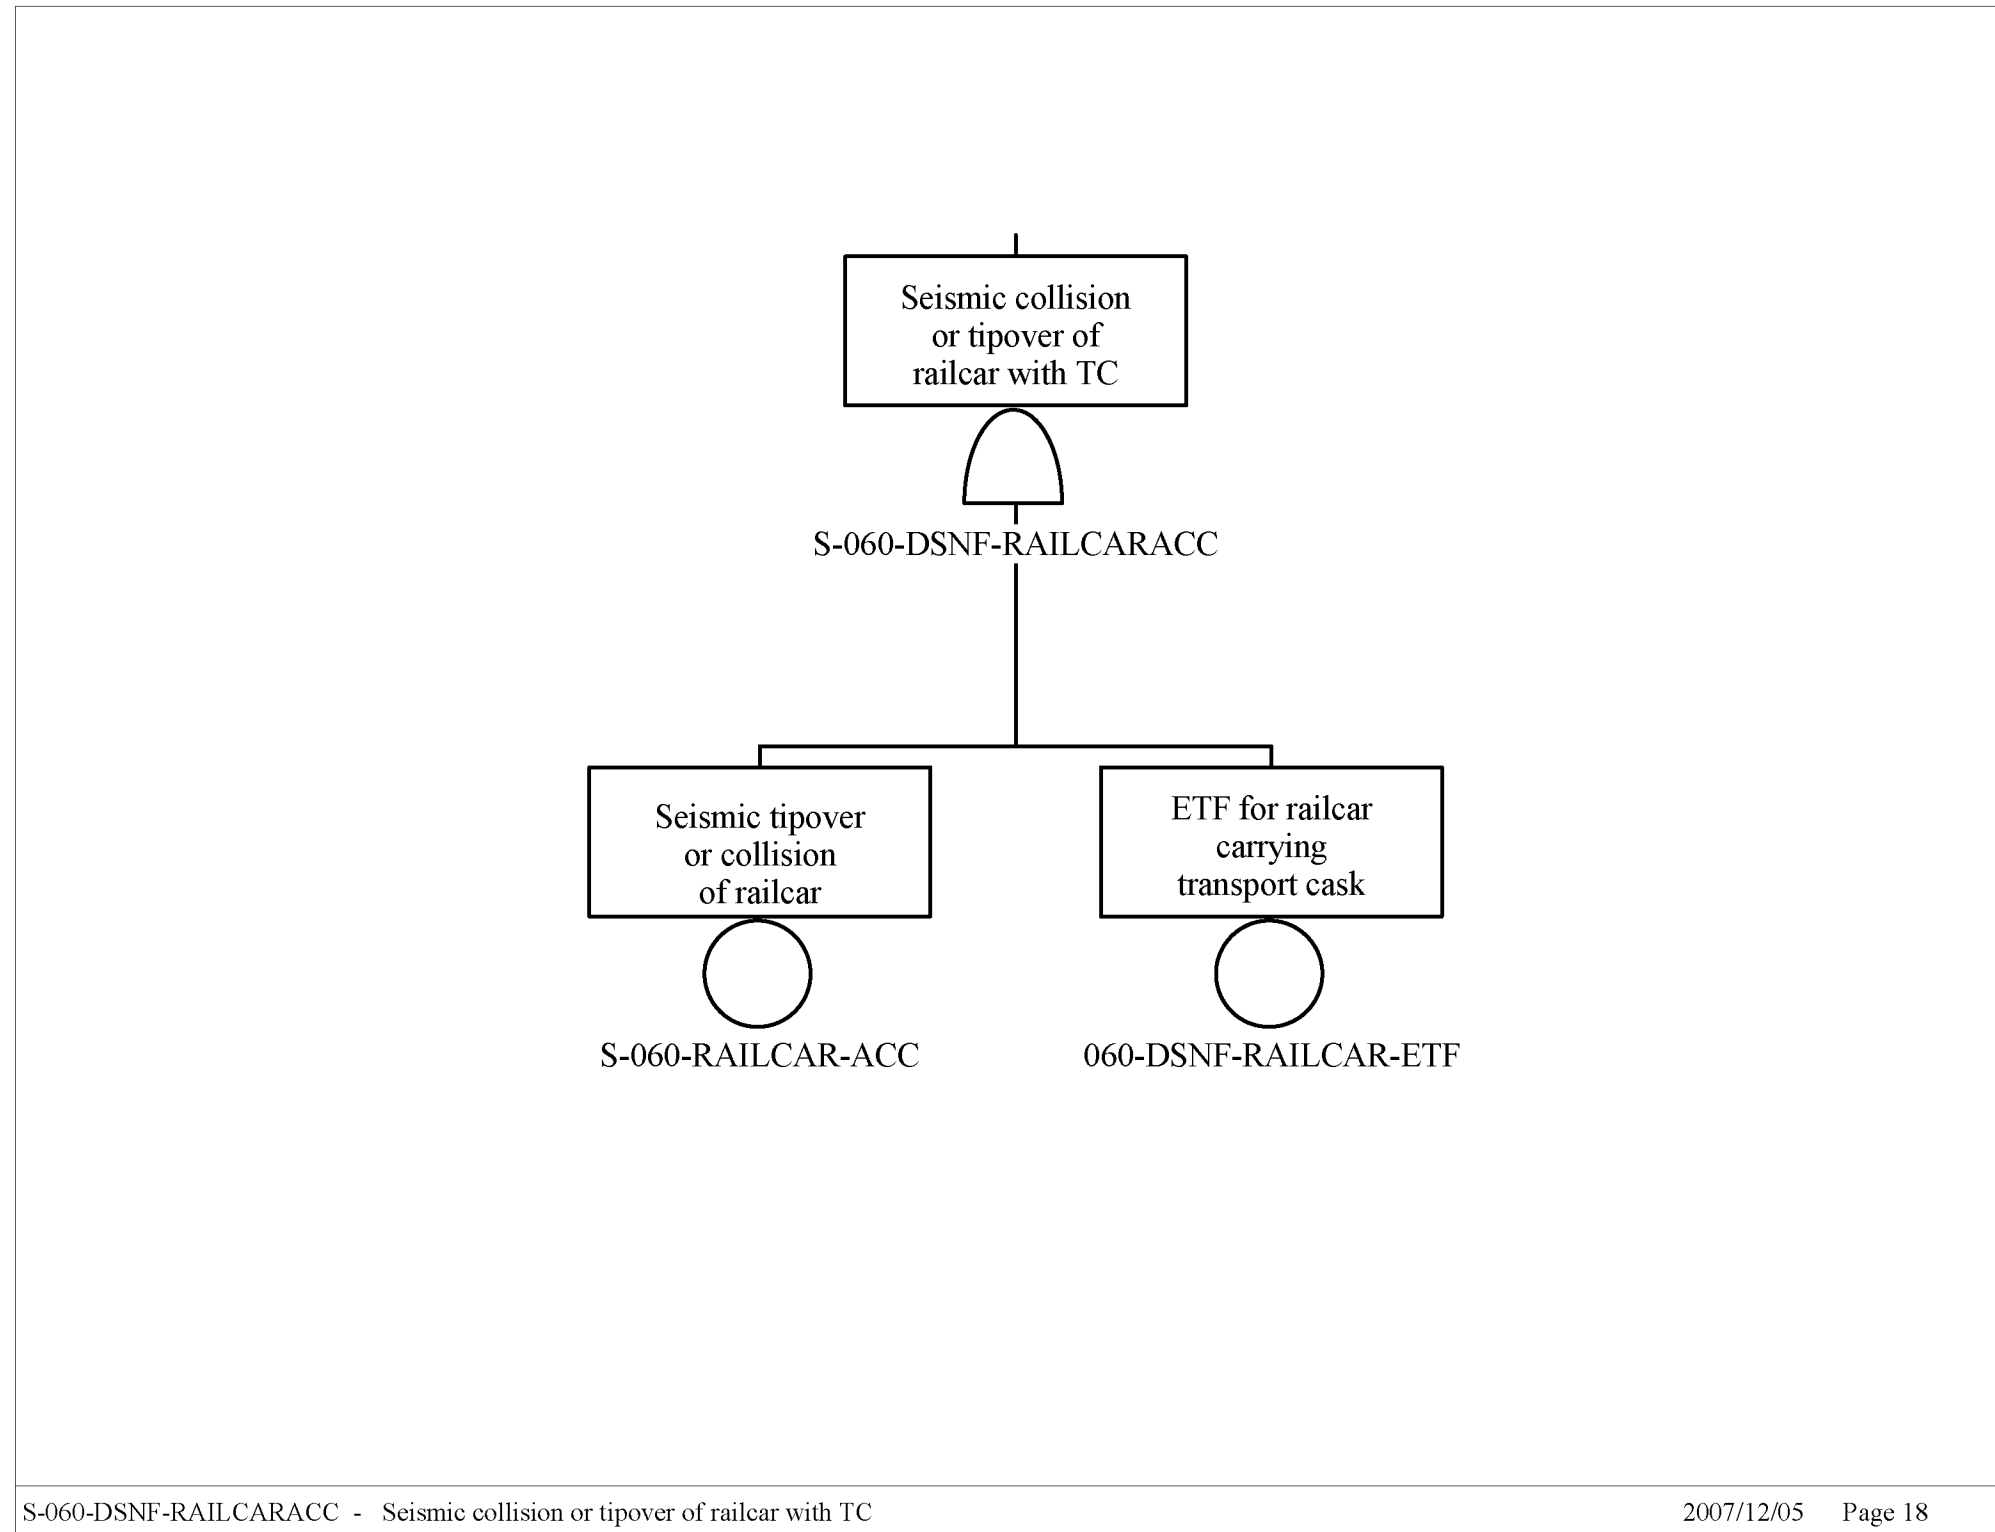 Seismic collision
or tipover of
railcar with TC
S-060-DSNF-RAILCARACC
Seismic tipover
or collision
of railcar
S-060-RAILCAR-ACC
ETF for railcar
carrying
transport cask
060-DSNF-RAILCAR-ETF
S-060-DSNF-RAILCARACC - Seismic collision or tipover of railcar with TC
2007/12/05 Page 18